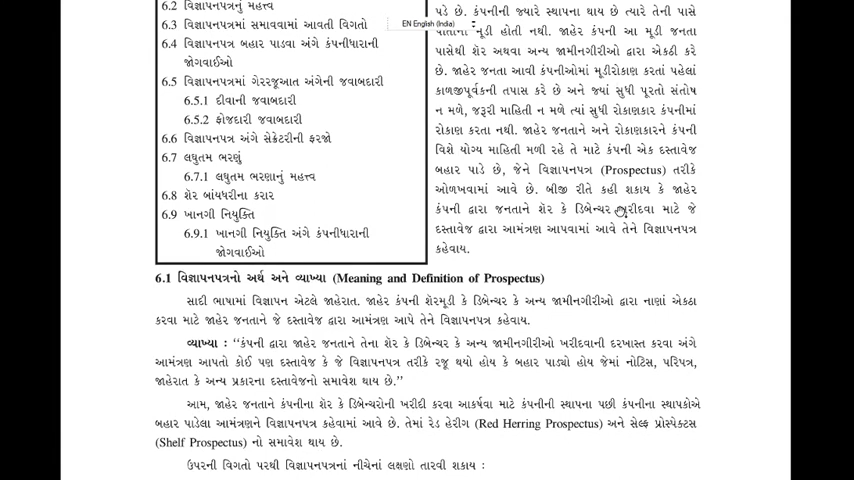 6.2 વિજ્ઞાપનપત્રનું મહત્ત્વ
6.3 વિજ્ઞાપનપત્રમાં સમાવવામાં આવતી વિગતો
6.4 વિજ્ઞાપનપત્ર બહાર પાડવા અંગે કંપનીધારાની
જોગવાઈઓ
6.5 વિજ્ઞાપનપત્રમાં ગેરરજૂઆત અંગેની જવાબદારી
6.5.1 દીવાની જવાબદારી
6.5.2 ફોજદારી જવાબદારી
6.6 વિજ્ઞાપનપત્ર અંગે સેક્રેટરીની ફરજો
6.7 લઘુતમ ભરણું
6.7.1 લઘુતમ ભરણાનું મહત્ત્વ
6.8 શૅર બાંયધરીના કરાર
6.9 ખાનગી નિયુક્તિ
6.9.1 ખાનગી નિયુક્તિ અંગે કંપનીધારાની
જોગવાઈઓ
EN English (India)
પડે છે. કંપનીની જ્યારે સ્થાપના થાય છે ત્યારે તેની પાસે
પોતાની મૂડી હોતી નથી. જાહેર કંપની આ મૂડી જનતા
પાસેથી શૅર અથવા અન્ય જામીનગીરીઓ દ્વારા એકઠી કરે
છે. જાહેર જનતા આવી કંપનીઓમાં મૂડીરોકાણ કરતાં પહેલાં
કાળજીપૂર્વકની તપાસ કરે છે અને જ્યાં સુધી પૂરતો સંતોષ
ન મળે, જરૂરી માહિતી ન મળે ત્યાં સુધી રોકાણકાર કંપનીમાં
રોકાણ કરતા નથી. જાહેર જનતાને અને રોકાણકારને કંપની
વિશે યોગ્ય માહિતી મળી રહે તે માટે કંપની એક દસ્તાવેજ
બહાર પાડે છે, જેને વિજ્ઞાપનપત્ર (Prospectus) તરીકે
ઓળખવામાં આવે છે. બીજી રીતે કહી શકાય કે જાહેર
કંપની દ્વારા જનતાને શૅર કે ડિબેન્ચર ખરીદવા માટે જે
દસ્તાવેજ દ્વારા આમંત્રણ આપવામાં આવે તેને વિજ્ઞાપનપત્ર
કહેવાય.
6.1 વિજ્ઞાપનપત્રનો અર્થ અને વ્યાખ્યા (Meaning and Definition of Prospectus)
સાદી ભાષામાં વિજ્ઞાપન એટલે જાહેરાત. જાહેર કંપની શૅરમૂડી કે ડિબેન્ચર કે અન્ય જામીનગીરીઓ દ્વારા નાણાં એકઠા
કરવા માટે જાહેર જનતાને જે દસ્તાવેજ દ્વારા આમંત્રણ આપે તેને વિજ્ઞાપનપત્ર કહેવાય.
વ્યાખ્યા : ‘‘કંપની દ્વારા જાહેર જનતાને તેના શૅર કે ડિબેન્ચર કે અન્ય જામીનગીરીઓ ખરીદવાની દરખાસ્ત કરવા અંગે
આમંત્રણ આપતો કોઈ પણ દસ્તાવેજ કે જે વિજ્ઞાપનપત્ર તરીકે રજૂ થયો હોય કે બહાર પાડ્યો હોય જેમાં નોટિસ, પરિપત્ર,
જાહેરાત કે અન્ય પ્રકારના દસ્તાવેજનો સમાવેશ થાય છે.’’
આમ, જાહેર જનતાને કંપનીના શૅર કે ડિબેન્ચરોની ખરીદી કરવા આકર્ષવા માટે કંપનીની સ્થાપના પછી કંપનીના સ્થાપકોએ
બહાર પાડેલા આમંત્રણને વિજ્ઞાપનપત્ર કહેવામાં આવે છે. તેમાં રેડ હેરીંગ (Red Herring Prospectus) અને સેલ્ફ પ્રોસ્પેક્ટસ
(Shelf Prospectus) નો સમાવેશ થાય છે.
ઉપરની વિગતો પરથી વિજ્ઞાપનપત્રનાં નીચેનાં લક્ષણો તારવી શકાય :